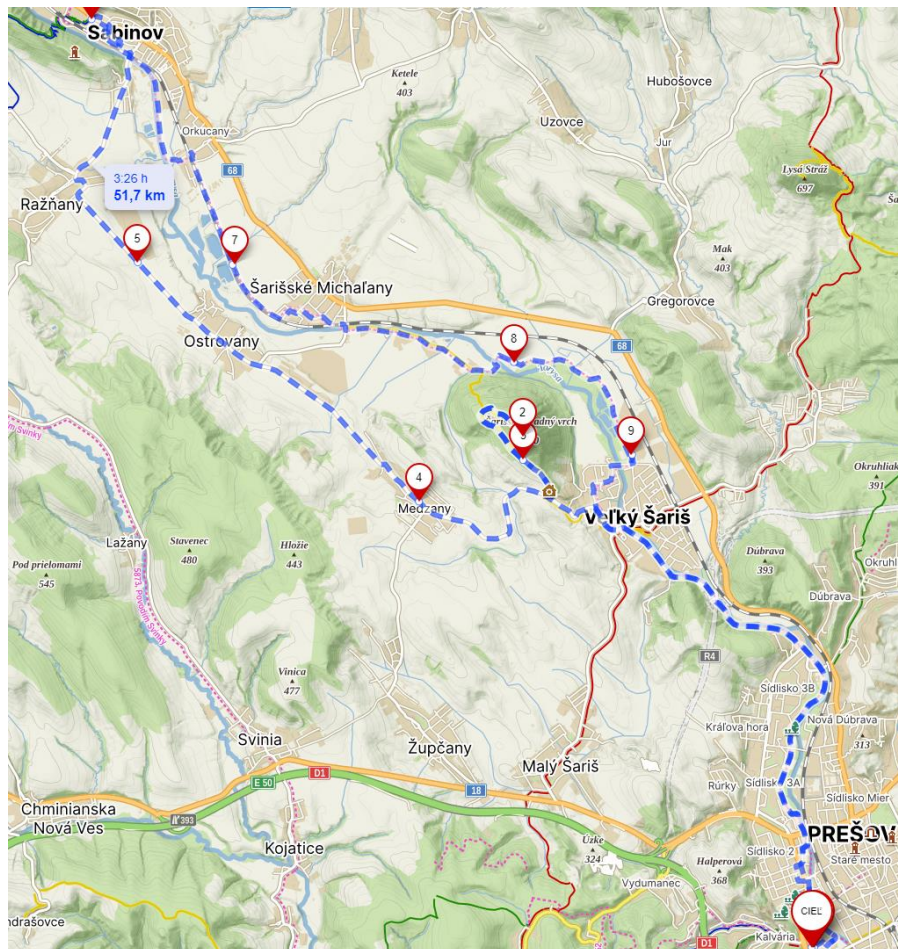 Sabinov
Ketele
403
Hubošovce
Uzovce
Orkucany
Jur
68
Lysá Stráž
697
3:26 h
51,7 km
Ražňany
5
7
Mak
403
Šarišské Michaľany
Gregorovce
Ostrovany
8
68
Torysa
2
3
9
4
Medzany
Okruhliak
391
Veľký Šariš
Lažany
Stavenec
480
Hložie
443
Pod prielomami
545
5873, Povodím Svinky
Dúbrava
393
Dúbrava
R4
Vinica
477
Sídlisko 3B
Nová Dúbrava
Kráľova hora
313
Svinia
Župčany
Malý Šariš
D1
E 50
18
Rúrky
Sídlisko 3A
Sídlisko Mier
Chminianska
Nová Ves
393
PREŠOV
Kojatice
Úzke
324
Sídlisko 2
Staré mesto
Halperová
368
Vydumanec
CIEĽ
D1
Kalvária